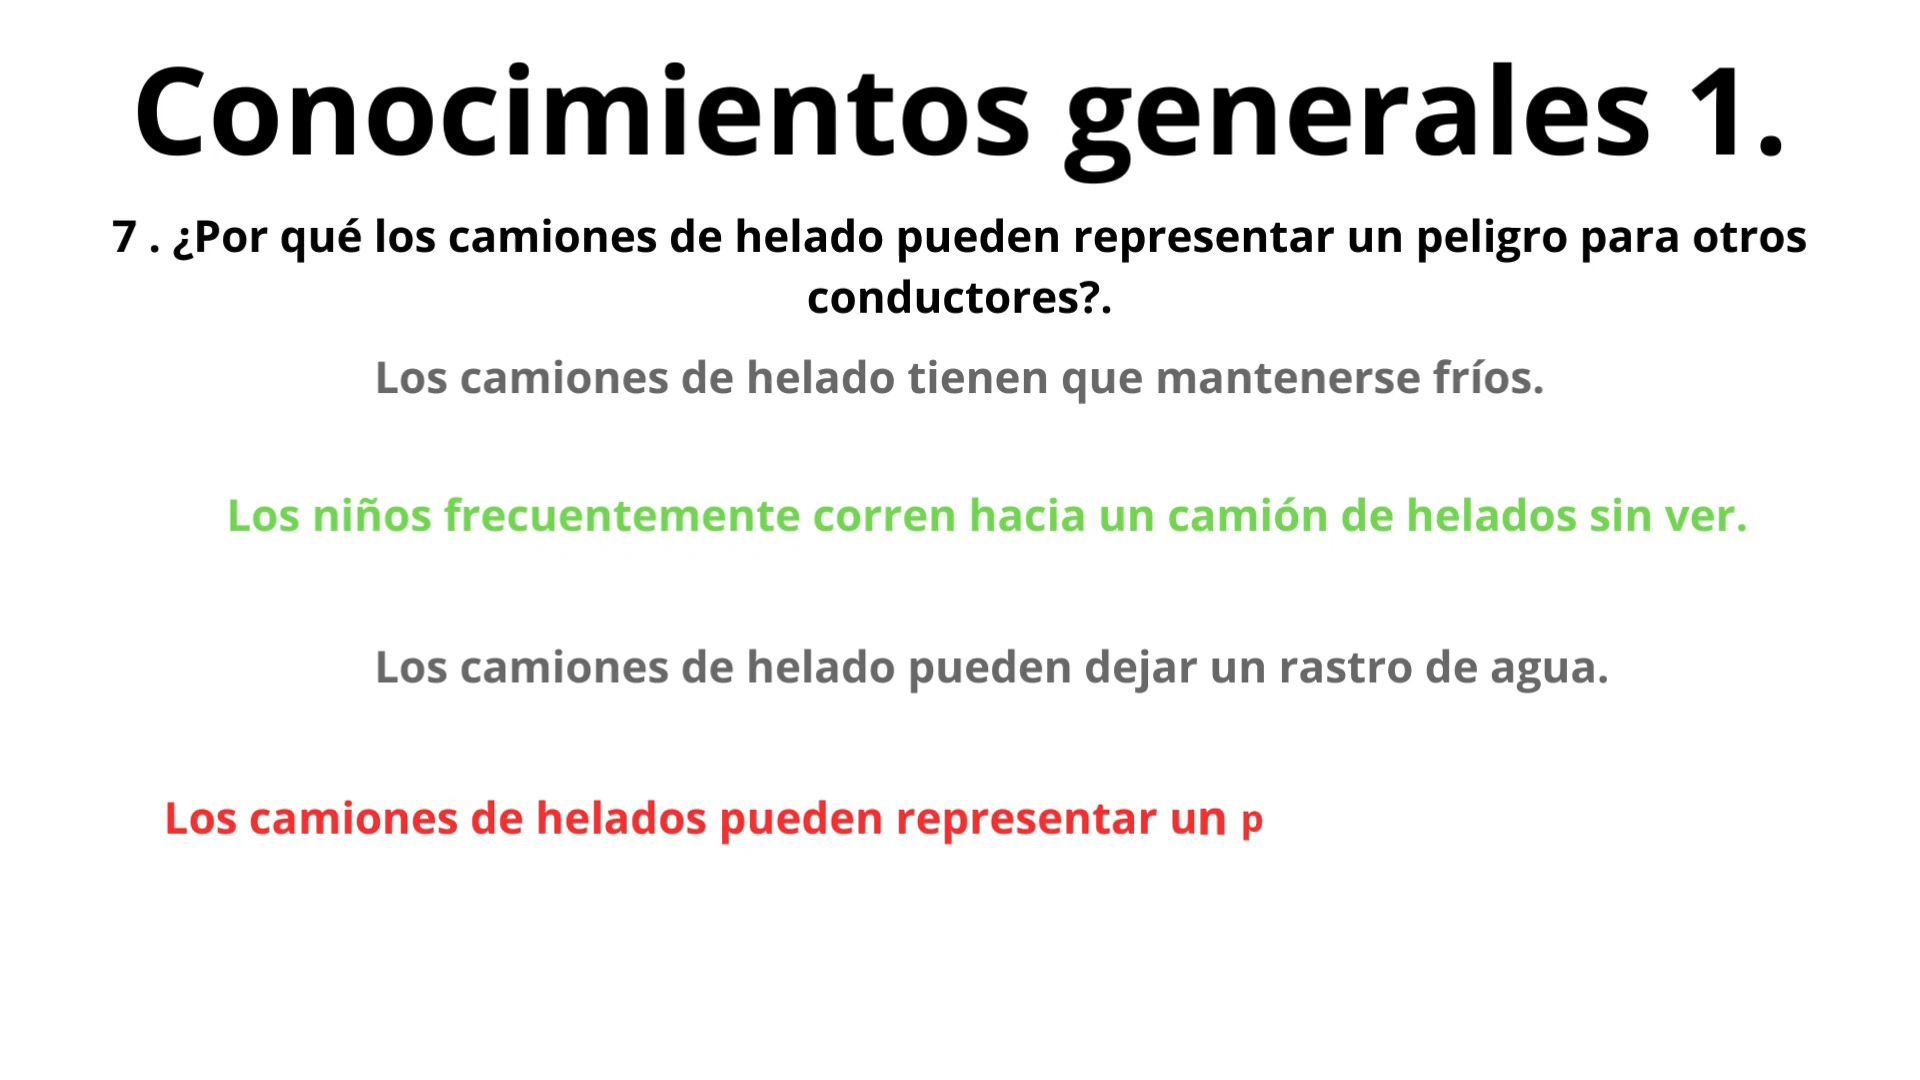 Conocimientos generales 1.
7 . ¿Por qué los camiones de helado pueden representar un peligro para otros
conductores?.
Los camiones de helado tienen que mantenerse fríos.
Los niños frecuentemente corren hacia un camión de helados sin ver.
Los camiones de helado pueden dejar un rastro de agua.
Los camiones de helados pueden representar un p